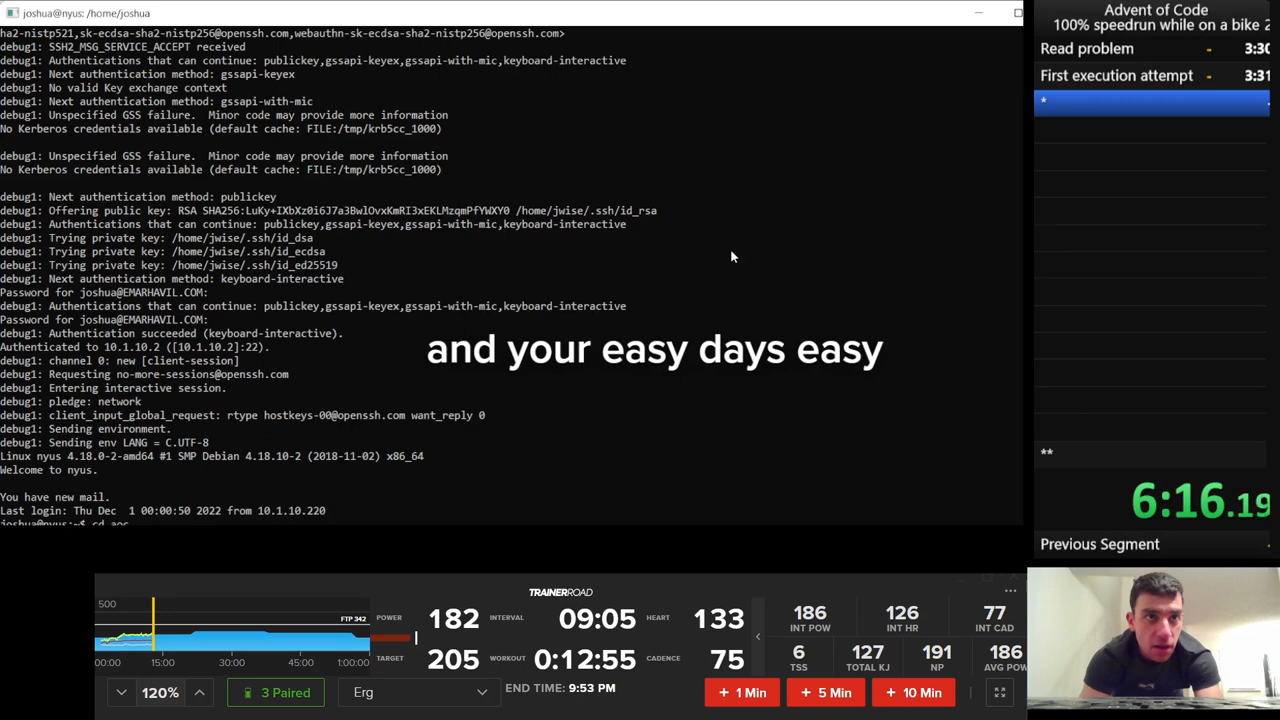 joshua@nyus: /home/joshua
ha2-nistp521,sk-ecdsa-sha2-nistp256@openssh.com,webauthn-sk-ecdsa-sha2-nistp256@openssh.com>
debug1: SSH2_MSG_SERVICE_ACCEPT received
debug1: Authentications that can continue: publickey,gssapi-keyex,gssapi-with-mic,keyboard-interactive
debug1: Next authentication method: gssapi-keyex
debug1: No valid Key exchange context
debug1: Next authentication method: gssapi-with-mic
debug1: Unspecified GSS failure.  Minor code may provide more information
No Kerberos credentials available (default cache: FILE:/tmp/krb5cc_1000)
debug1: Unspecified GSS failure.  Minor code may provide more information
No Kerberos credentials available (default cache: FILE:/tmp/krb5cc_1000)
debug1: Next authentication method: publickey
debug1: Offering public key: RSA SHA256:LuKy+IXbXz0i6J7a3BwlOvxKmRI3xEKLMzqmPfYWXY0 /home/jwise/.ssh/id_rsa
debug1: Authentications that can continue: publickey,gssapi-keyex,gssapi-with-mic,keyboard-interactive
debug1: Trying private key: /home/jwise/.ssh/id_dsa
debug1: Trying private key: /home/jwise/.ssh/id_ecdsa
debug1: Trying private key: /home/jwise/.ssh/id_ed25519
debug1: Next authentication method: keyboard-interactive
Password for joshua@EMARHAVIL.COM:
debug1: Authentications that can continue: publickey,gssapi-keyex,gssapi-with-mic,keyboard-interactive
Password for joshua@EMARHAVIL.COM:
debug1: Authentication succeeded (keyboard-interactive).
Authenticated to 10.1.10.2 ([10.1.10.2]:22).
debug1: channel 0: new [client-session]
debug1: Requesting no-more-sessions@openssh.com
debug1: Entering interactive session.
debug1: pledge: network
debug1: client_input_global_request: rtype hostkeys-00@openssh.com want_reply 0
debug1: Sending environment.
debug1: Sending env LANG = C.UTF-8
Linux nyus 4.18.0-2-amd64 #1 SMP Debian 4.18.10-2 (2018-11-02) x86_64
Welcome to nyus.
You have new mail.
Last login: Thu Dec  1 00:00:50 2022 from 10.1.10.220
joshua@nyus:~$ cd aoc
and your easy days easy
Advent of Code
100% speedrun while on a bike 2
Read problem - 3:30
First execution attempt - 3:31
*
**
6:16.19
Previous Segment -
TRAINERROAD
500
FTP 342
00:00 15:00 30:00 45:00 1:00:00
POWER 182 INTERVAL 09:05 HEART 133
TARGET 205 WORKOUT 0:12:55 CADENCE 75
186 INT POW 126 INT HR 77 INT CAD
6 TSS 127 TOTAL KJ 191 NP 186 AVG POW
120% 3 Paired Erg END TIME: 9:53 PM + 1 Min + 5 Min + 10 Min